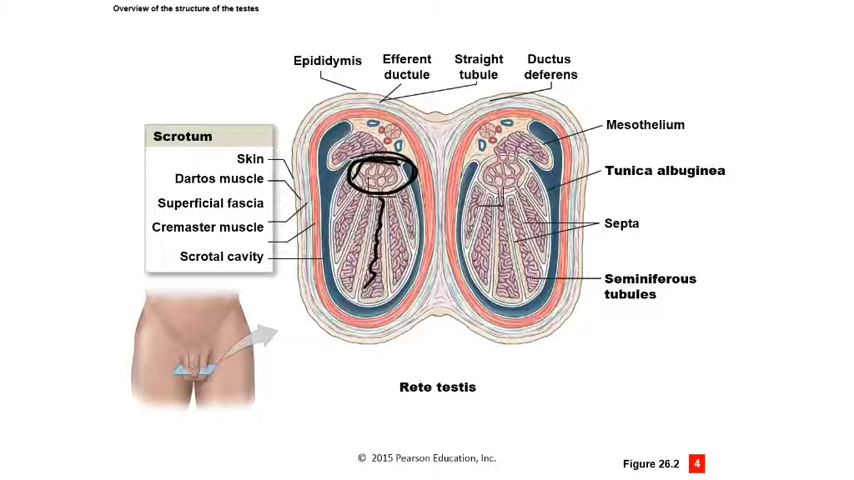 Overview of the structure of the testes
Epididymis
Efferent
ductule
Straight
tubule
Ductus
deferens
Scrotum
Skin
Dartos muscle
Superficial fascia
Cremaster muscle
Scrotal cavity
Mesothelium
Tunica albuginea
Septa
Seminiferous
tubules
Rete testis
© 2015 Pearson Education, Inc.
Figure 26.2 4